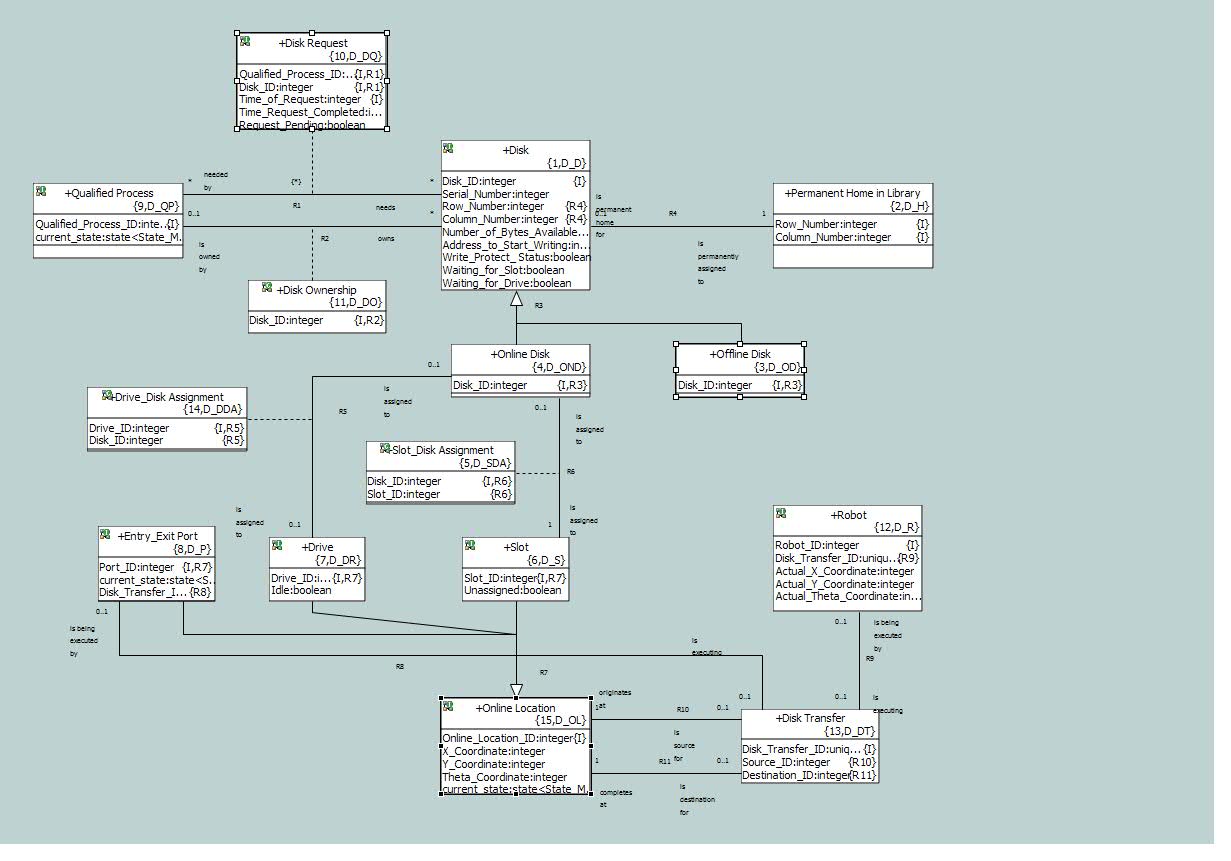 +Disk Request
{10,D_DQ}
Qualified_Process_ID:...{I,R1}
Disk_ID:integer {I,R1}
Time_of_Request:integer {I}
Time_Request_Completed:i...
Request_Pending:boolean
+Disk
{1,D_D}
Disk_ID:integer {I}
Serial_Number:integer
Row_Number:integer {R4}
Column_Number:integer {R4}
Number_of_Bytes_Available...
Address_to_Start_Writing:in...
Write_Protect_ Status:boolean
Waiting_for_Slot:boolean
Waiting_for_Drive:boolean
+Qualified Process
{9,D_QP}
Qualified_Process_ID:inte...{I}
current_state:state<State_M.
*
needed
by
{*}
*
R1
needs
0..1
*
R2
owns
is
owned
by
is
permanent
home
for
0..1
R4
1
is
permanently
assigned
to
+Permanent Home in Library
{2,D_H}
Row_Number:integer {I}
Column_Number:integer {I}
+Disk Ownership
{11,D_DO}
Disk_ID:integer {I,R2}
R3
+Online Disk
{4,D_OND}
Disk_ID:integer {I,R3}
+Offline Disk
{3,D_OD}
Disk_ID:integer {I,R3}
0..1
is
assigned
to
R5
+Drive_Disk Assignment
{14,D_DDA}
Drive_ID:integer {I,R5}
Disk_ID:integer {R5}
0..1
is
assigned
to
+Slot_Disk Assignment
{5,D_SDA}
Disk_ID:integer {I,R6}
Slot_ID:integer {R6}
R6
is
assigned
to
0..1
is
assigned
to
1
+Entry_Exit Port
{8,D_P}
Port_ID:integer {I,R7}
current_state:state<S..
Disk_Transfer_I... {R8}
+Drive
{7,D_DR}
Drive_ID:i...{I,R7}
Idle:boolean
+Slot
{6,D_S}
Slot_ID:integer{I,R7}
Unassigned:boolean
+Robot
{12,D_R}
Robot_ID:integer {I}
Disk_Transfer_ID:uniqu...{R9}
Actual_X_Coordinate:integer
Actual_Y_Coordinate:integer
Actual_Theta_Coordinate:in...
0..1
is being
executed
by
R8
R7
is
executing
0..1
0..1
is being
executed
by
R9
0..1
is
executing
+Online Location
{15,D_OL}
Online_Location_ID:integer{I}
X_Coordinate:integer
Y_Coordinate:integer
Theta_Coordinate:integer
current_state:state<State_M.
originates
at
1
R10
0..1
is
source
for
1
R11
0..1
completes
at
is
destination
for
+Disk Transfer
{13,D_DT}
Disk_Transfer_ID:uniq... {I}
Source_ID:integer {R10}
Destination_ID:integer{R11}